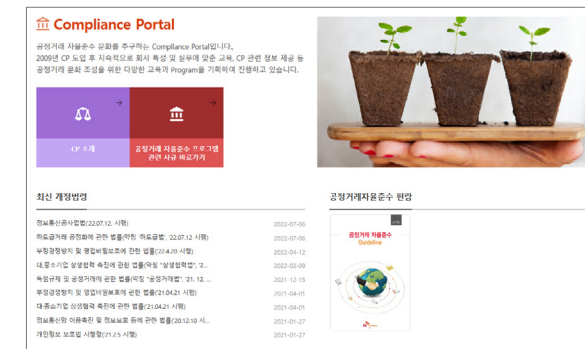 Compliance Portal
공정거래 자율준수 문화를 추구하는 Compliance Portal입니다.
2009년 CP 도입 후 지속적으로 회사 특성 및 실무에 맞춘 교육, CP 관련 정보 제공 등
공정거래 문화 조성을 위한 다양한 교육과 Program을 기획하여 진행하고 있습니다.
CP 소개
공정거래 자율준수 프로그램
관련 사규 바로가기
최신 개정법령
정보통신공사업법('22.07.12. 시행) 2022-07-06
하도급거래 공정화에 관한 법률(약칭 '하도급법', '22.07.12 시행) 2022-07-06
부정경쟁방지 및 영업비밀보호에 관한 법률('22.4.20 시행) 2022-04-12
대,중소기업 상생협력 촉진에 관한 법률(약칭 "상생협력법", '2... 2022-02-09
독점규제 및 공정거래에 관한 법률(약칭 "공정거래법", '21. 12. ... 2021-12-15
부정경쟁방지 및 영업비밀보호에 관한 법률('21.04.21 시행) 2021-04-01
대·중소기업 상생협력 촉진에 관한 법률('21.04.21 시행) 2021-04-01
정보통신망 이용촉진 및 정보보호 등에 관한 법률('20.12.10 시... 2021-01-27
개인정보 보호법 시행령('21.2.5 시행) 2021-01-27
공정거래자율준수 편람
공정거래 자율준수
Guideline